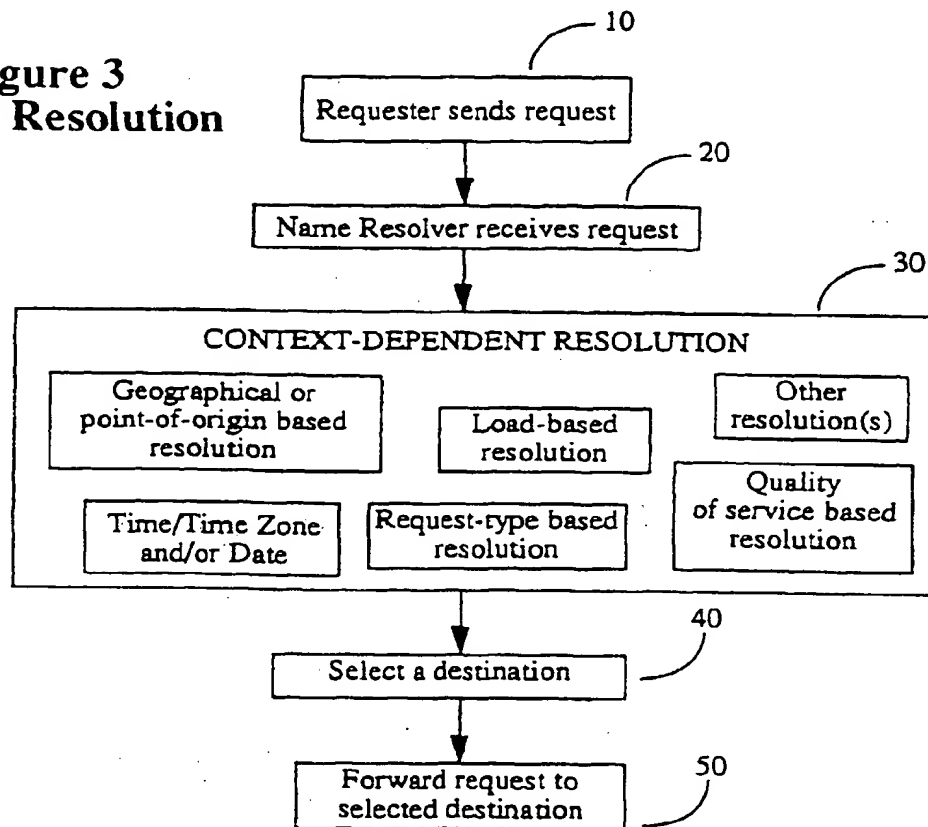 10
gure 3
Resolution
Requester sends request
20
Name Resolver receives request
30
CONTEXT-DEPENDENT RESOLUTION
Geographical or
point-of-origin based
resolution
Load-based
resolution
Other
resolution(s)
Time/Time Zone
and/or Date
Request-type based
resolution
Quality
of service based
resolution
40
Select a destination
50
Forward request to
selected destination